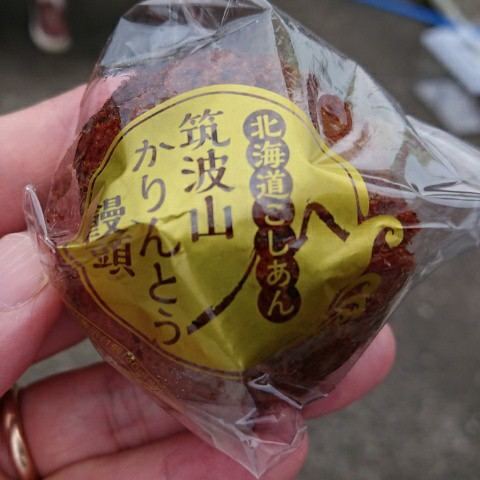 北海道こしあん
筑波山
かりんとう
饅頭